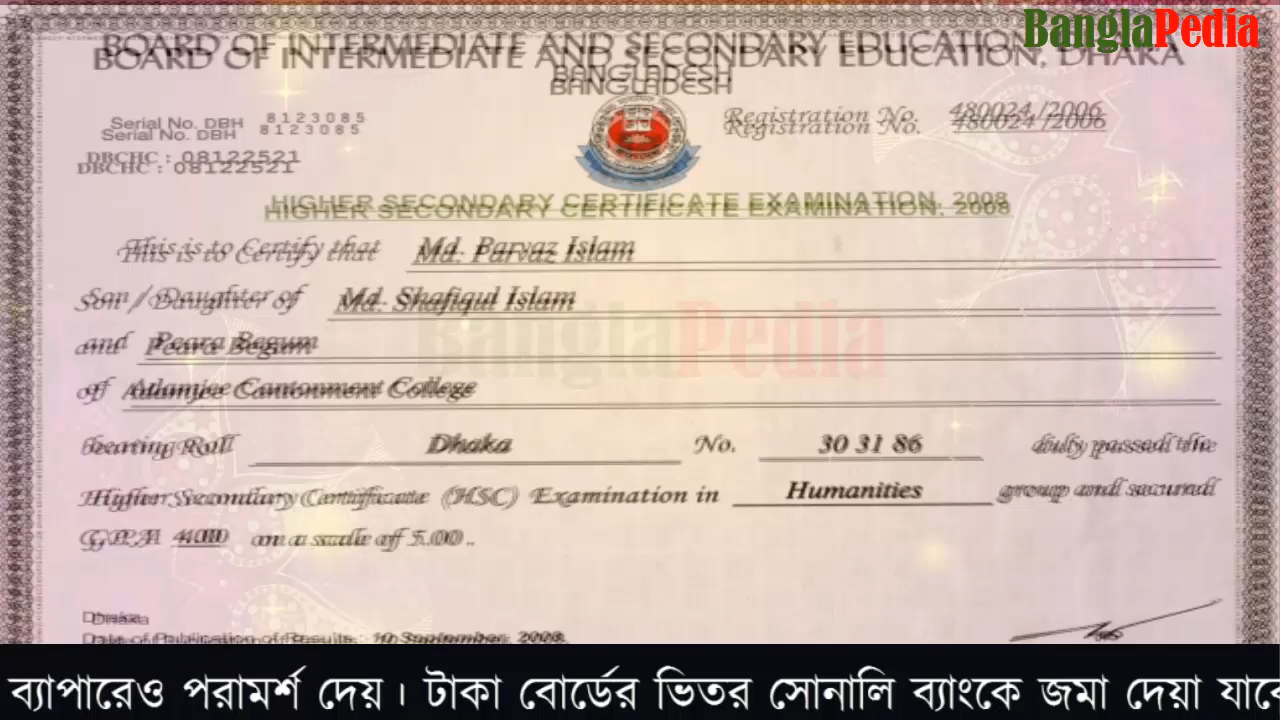 BanglaPedia
BOARD OF INTERMEDIATE AND SECONDARY EDUCATION, DHAKA
BANGLADESH
Serial No. DBH 8123085
Registration No. 480024 /2006
DBCHC : 08122521
HIGHER SECONDARY CERTIFICATE EXAMINATION, 2008
This is to Certify that Md. Parvaz Islam
Son / Daughter of Md. Shafiqul Islam
BanglaPedia
and Peara Begum
of Adamjee Cantonment College
bearing Roll Dhaka No. 30 31 86 duly passed the
Higher Secondary Certificate (HSC) Examination in Humanities group and secured
G.P.A 4.00 on a scale of 5.00 .
Dhaka
Date of Publication of Results : 10 September, 2008
ব্যাপারেও পরামর্শ দেয়। টাকা বোর্ডের ভিতর সোনালি ব্যাংকে জমা দেয়া যাবে